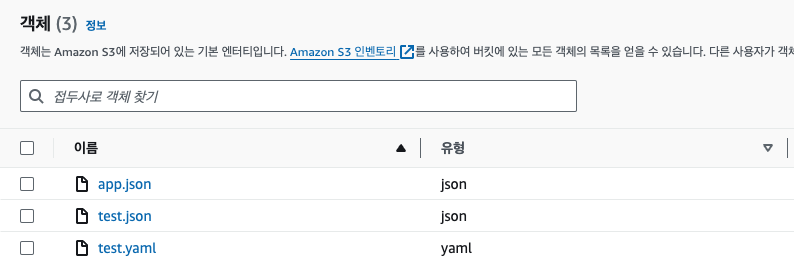 객체 (3) 정보
객체는 Amazon S3에 저장되어 있는 기본 엔터티입니다. Amazon S3 인벤토리를 사용하여 버킷에 있는 모든 객체의 목록을 얻을 수 있습니다. 다른 사용자가 객체
접두사로 객체 찾기
이름 유형
app.json json
test.json json
test.yaml yaml